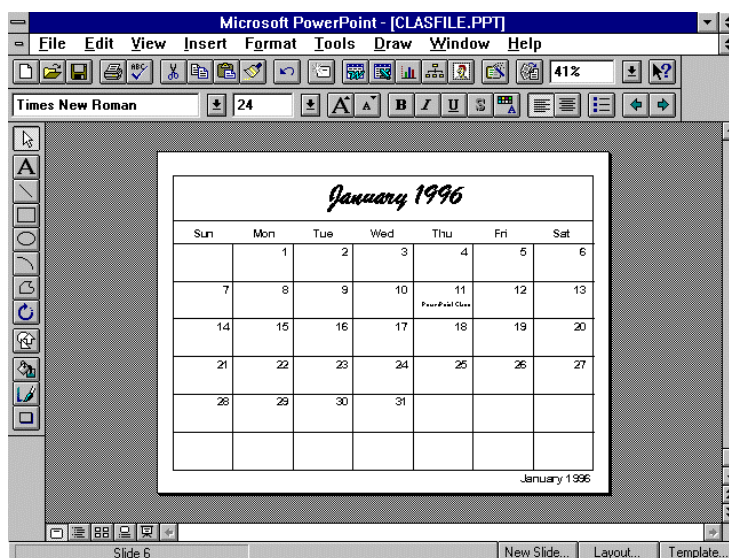 Microsoft PowerPoint - [CLASFILE.PPT]
File Edit View Insert Format Tools Draw Window Help
ABC 41% ?
Times New Roman 24 A A B I U S A
A
January 1996
Sun Mon Tue Wed Thu Fri Sat
1 2 3 4 5 6
7 8 9 10 11 12 13
PowerPoint Class
14 15 16 17 18 19 20
21 22 23 24 25 26 27
28 29 30 31
January 1996
Slide 6 New Slide... Layout... Template...